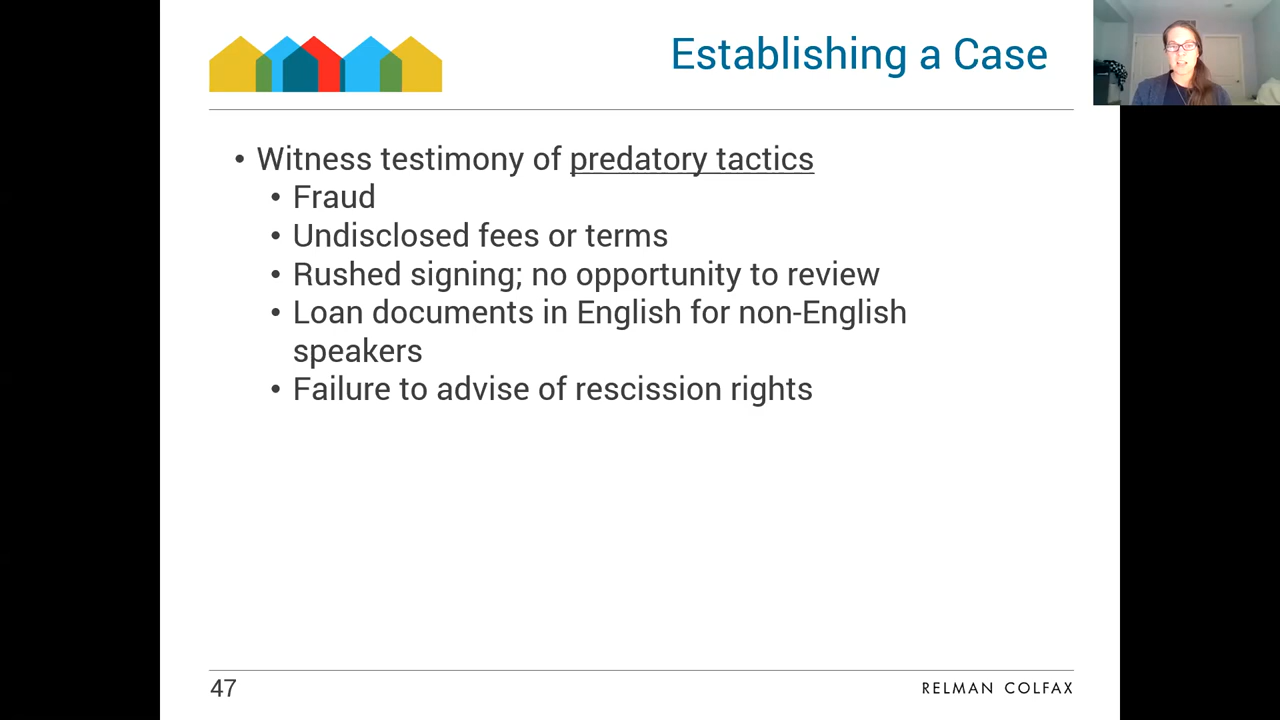 Establishing a Case
• Witness testimony of predatory tactics
• Fraud
• Undisclosed fees or terms
• Rushed signing; no opportunity to review
• Loan documents in English for non-English
speakers
• Failure to advise of rescission rights
47
RELMAN COLFAX